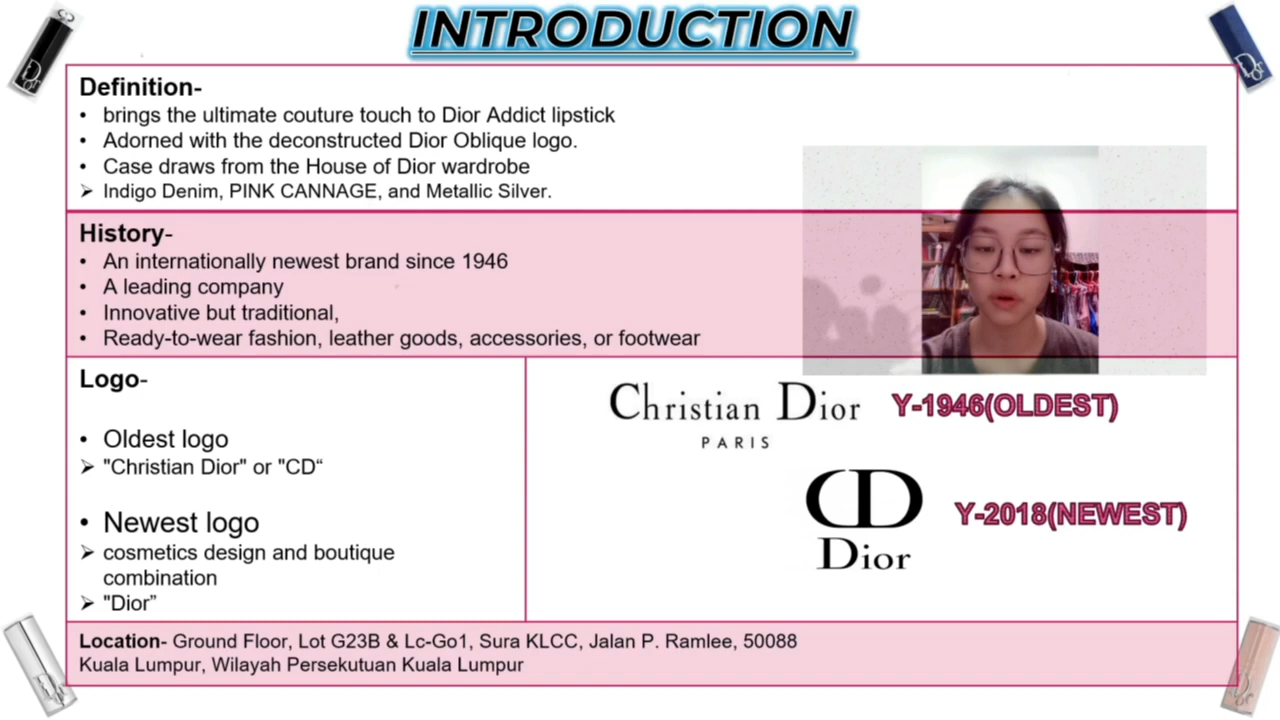 INTRODUCTION
Definition-
• brings the ultimate couture touch to Dior Addict lipstick
• Adorned with the deconstructed Dior Oblique logo.
• Case draws from the House of Dior wardrobe
➢ Indigo Denim, PINK CANNAGE, and Metallic Silver.
History-
• An internationally newest brand since 1946
• A leading company
• Innovative but traditional,
• Ready-to-wear fashion, leather goods, accessories, or footwear
Logo-
• Oldest logo
➢ "Christian Dior" or "CD“
• Newest logo
➢ cosmetics design and boutique
combination
➢ "Dior”
Christian Dior
PARIS
Y-1946(OLDEST)
CD
Dior
Y-2018(NEWEST)
Location- Ground Floor, Lot G23B & Lc-Go1, Sura KLCC, Jalan P. Ramlee, 50088
Kuala Lumpur, Wilayah Persekutuan Kuala Lumpur